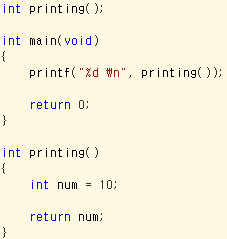 int printing();
int main(void)
{
    printf("%d ₩n", printing());
    return 0;
}
int printing()
{
    int num = 10;
    return num;
}